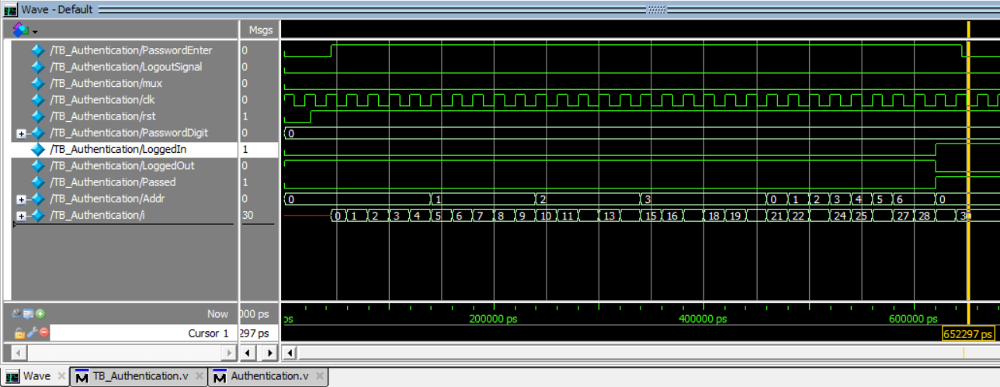 Wave - Default
Msgs
/TB_Authentication/PasswordEnter 0
/TB_Authentication/LogoutSignal 0
/TB_Authentication/mux 0
/TB_Authentication/clk 0
/TB_Authentication/rst 1
/TB_Authentication/PasswordDigit 0 0
/TB_Authentication/LoggedIn 1
/TB_Authentication/LoggedOut 0
/TB_Authentication/Passed 1
/TB_Authentication/Addr 0 0 1 2 3 0 1 2 3 4 5 6 0
/TB_Authentication/i 30 0 1 2 3 4 5 6 7 8 9 10 11 13 15 16 18 19 21 22 24 25 27 28
Now 000 ps ps 200000 ps 400000 ps 600000 ps
Cursor 1 297 ps 652297 ps
Wave TB_Authentication.v Authentication.v